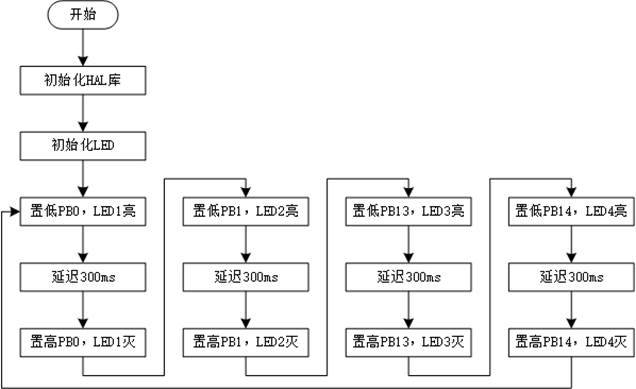 开始
初始化HAL库
初始化LED
置低PB0，LED1亮
延迟300ms
置高PB0，LED1灭
置低PB1，LED2亮
延迟300ms
置高PB1，LED2灭
置低PB13，LED3亮
延迟300ms
置高PB13，LED3灭
置低PB14，LED4亮
延迟300ms
置高PB14，LED4灭